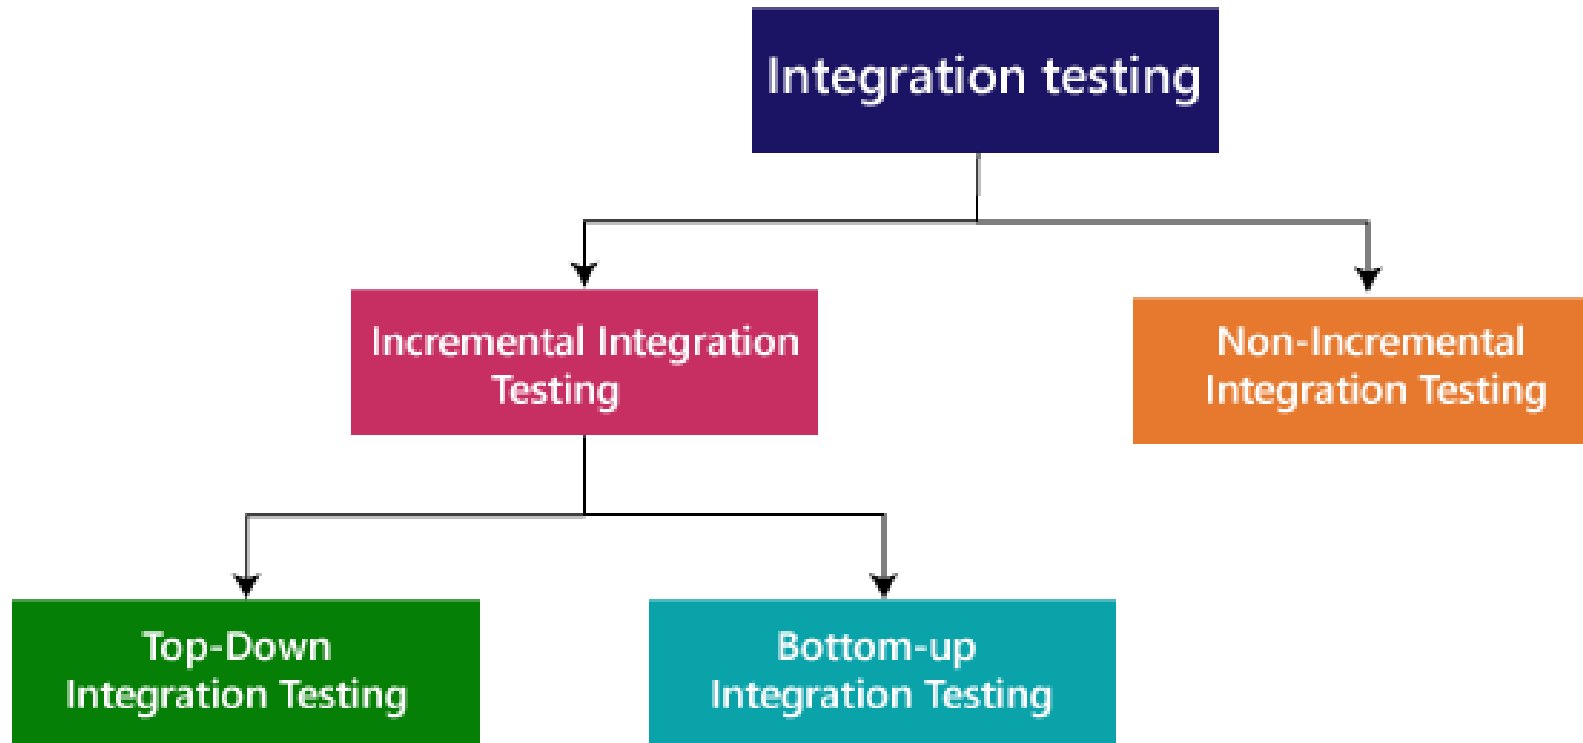 Integration testing
Incremental Integration
Testing
Non-Incremental
Integration Testing
Top-Down
Integration Testing
Bottom-up
Integration Testing